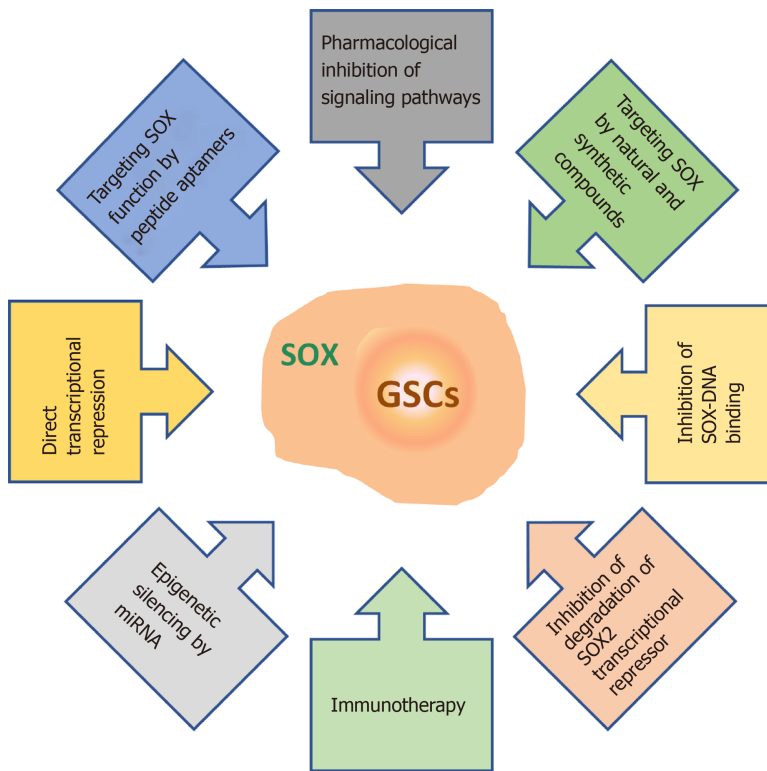 Pharmacological
inhibition of
signaling pathways
Targeting SOX
by natural and
synthetic
compounds
Inhibition of
SOX-DNA
binding
Inhibition of
degradation of
SOX2
transcriptional
repressor
Immunotherapy
Epigenetic
silencing by
miRNA
Direct
transcriptional
repression
Targeting SOX
function by
peptide aptamers
SOX
GSCs